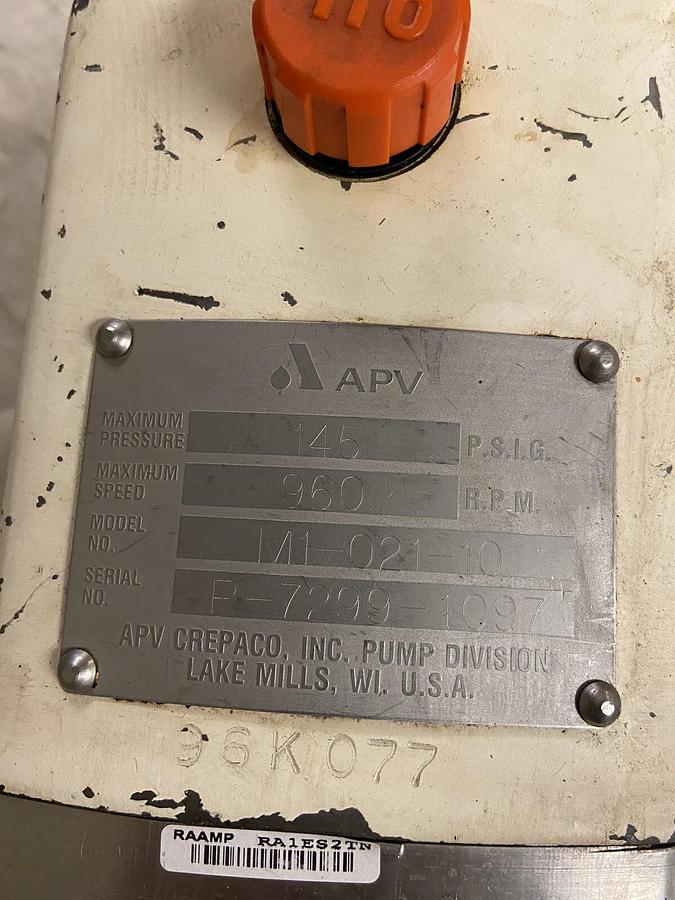 APV
MAXIMUM PRESSURE 145 P.S.I.G.
MAXIMUM SPEED 960 R.P.M.
MODEL NO. M1-021-10
SERIAL NO. P-7299-1097
APV CREPACO, INC. PUMP DIVISION
LAKE MILLS, WI. U.S.A.
96K077
RAAMP RA1ES2TN